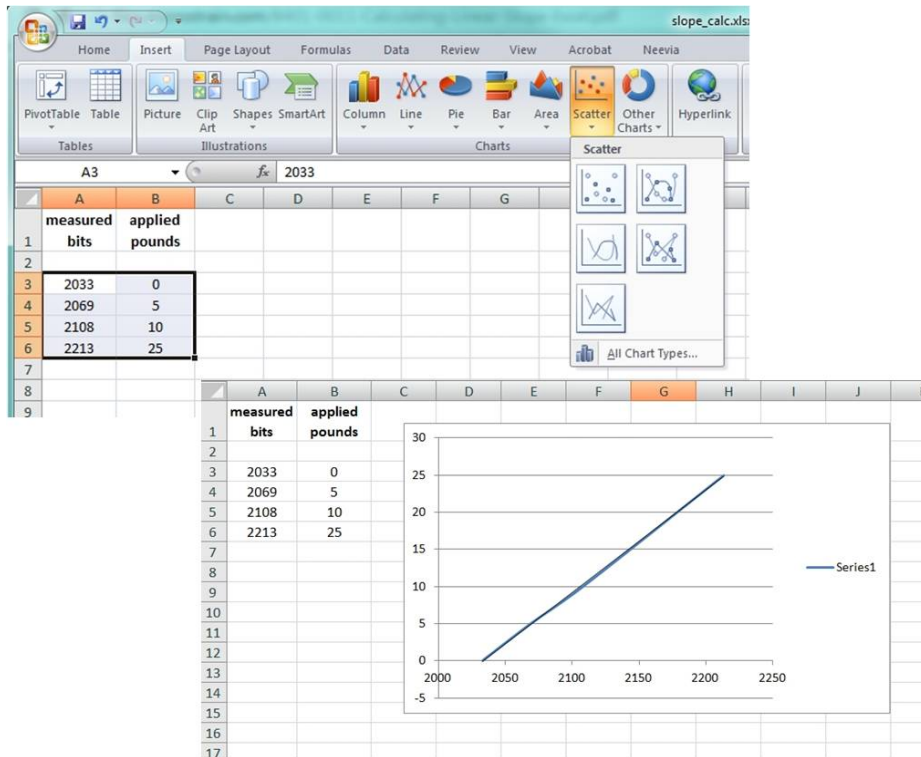 slope_calc.xls
Home Insert Page Layout Formulas Data Review View Acrobat Neevia
PivotTable Table Picture Clip Art Shapes SmartArt Column Line Pie Bar Area Scatter Other Charts Hyperlink
Tables Illustrations Charts
Scatter
All Chart Types...
A3 fx 2033
A B C D E F G
1 measured bits applied pounds
2
3 2033 0
4 2069 5
5 2108 10
6 2213 25
7
8
9
A B C D E F G H I J
1 measured bits applied pounds
2
3 2033 0
4 2069 5
5 2108 10
6 2213 25
7
8
9
10
11
12
13
14
15
16
17
30
25
20
15
10
5
0
-5
2000 2050 2100 2150 2200 2250
Series1